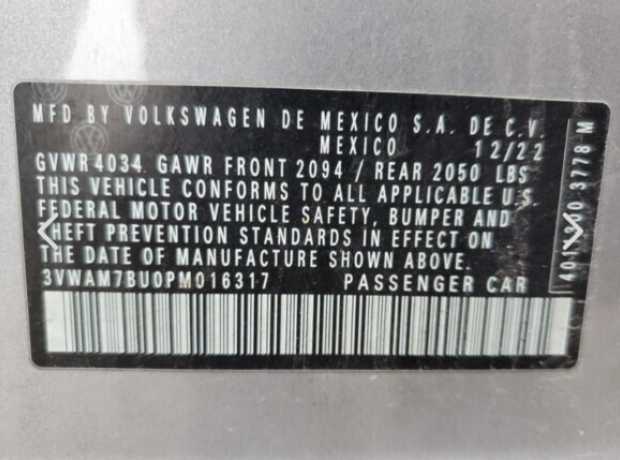 MFD BY VOLKSWAGEN DE MEXICO S.A. DE C.V.
MEXICO 12/22
GVWR 4034 GAWR FRONT 2094 / REAR 2050 LBS
THIS VEHICLE CONFORMS TO ALL APPLICABLE U.S.
FEDERAL MOTOR VEHICLE SAFETY, BUMPER AND
THEFT PREVENTION STANDARDS IN EFFECT ON
THE DATE OF MANUFACTURE SHOWN ABOVE.
3VWAM7BU0PM016317 PASSENGER CAR
3778 M